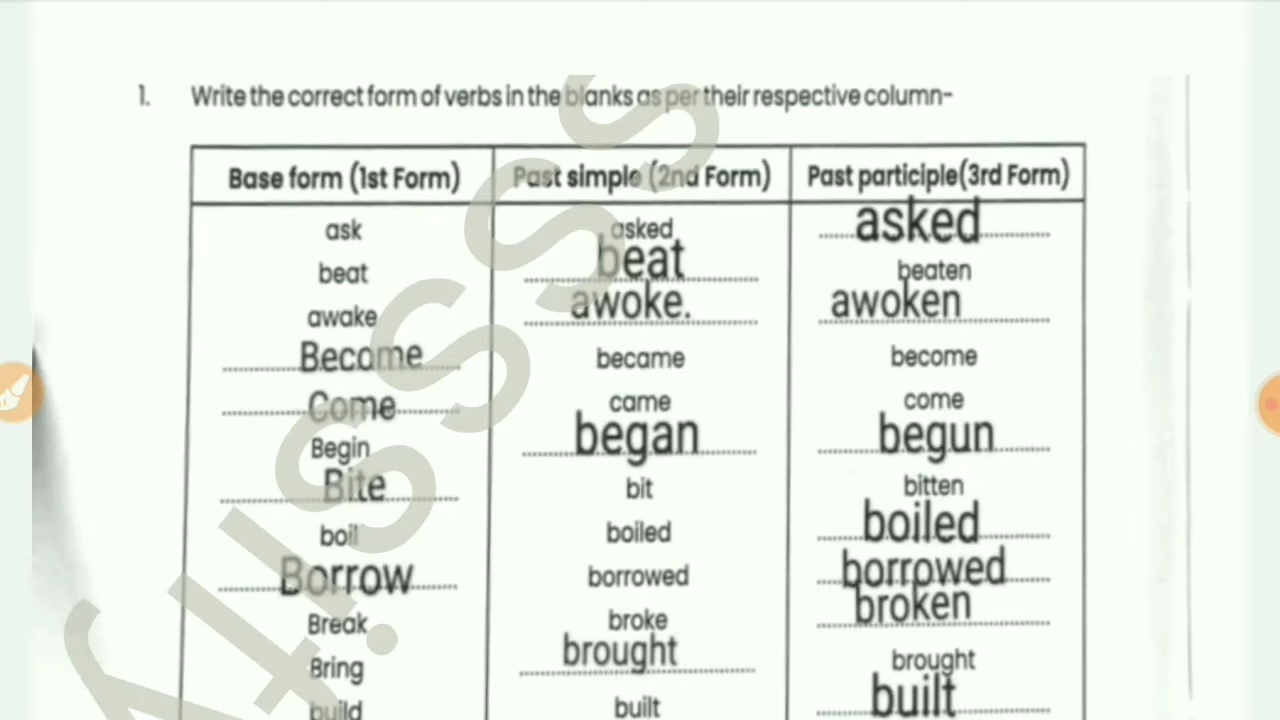 1. Write the correct form of verbs in the blanks as per their respective column-
Base form (1st Form) Past simple (2nd Form) Past participle(3rd Form)
ask asked asked
beat beat beaten
awake awoke. awoken
Become became become
Come came come
Begin began begun
Bite bit bitten
boil boiled boiled
Borrow borrowed borrowed
Break broke broken
Bring brought brought
build built built